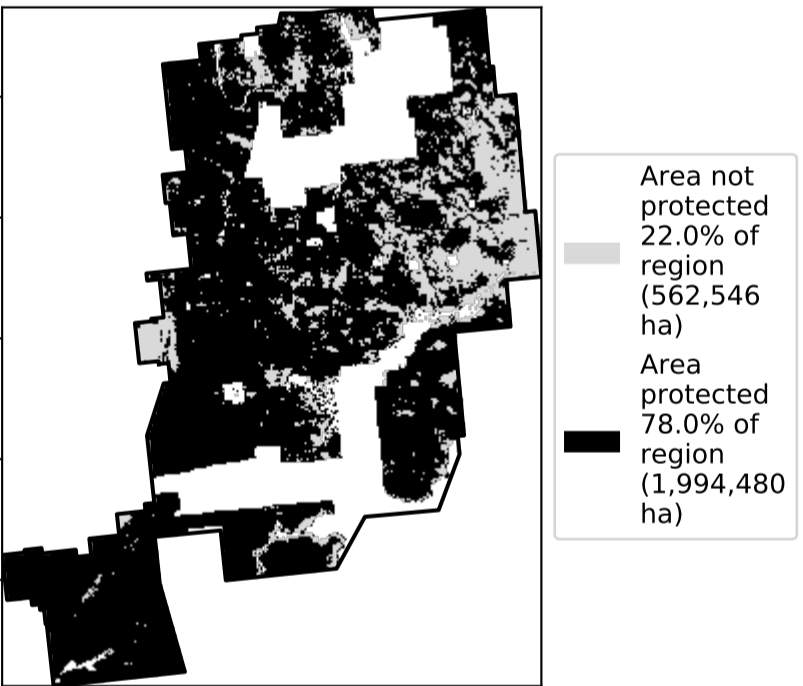 Area not
protected
22.0% of
region
(562,546
ha)
Area
protected
78.0% of
region
(1,994,480
ha)